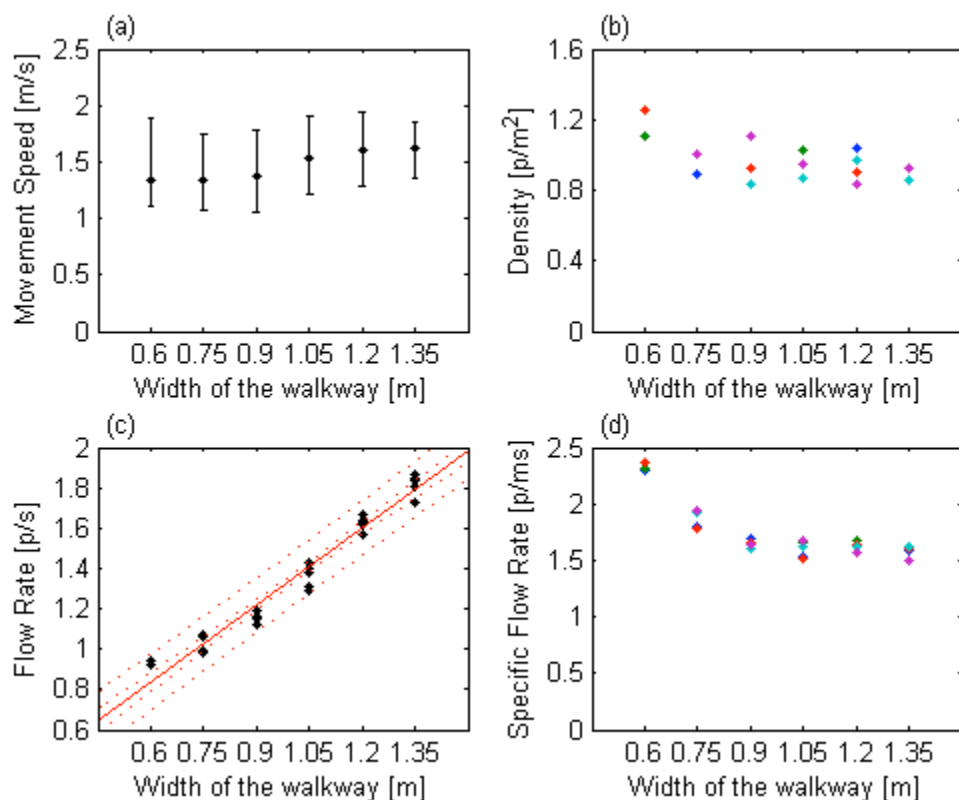 (a)
2.5
2
1.5
1
0.5
0
Movement Speed [m/s]
0.6 0.75 0.9 1.05 1.2 1.35
Width of the walkway [m]
(b)
1.6
1.2
0.8
0.4
0
Density [p/m²]
0.6 0.75 0.9 1.05 1.2 1.35
Width of the walkway [m]
(c)
2
1.8
1.6
1.4
1.2
1
0.8
0.6
Flow Rate [p/s]
0.6 0.75 0.9 1.05 1.2 1.35
Width of the walkway [m]
(d)
2.5
2
1.5
1
0.5
0
Specific Flow Rate [p/ms]
0.6 0.75 0.9 1.05 1.2 1.35
Width of the walkway [m]